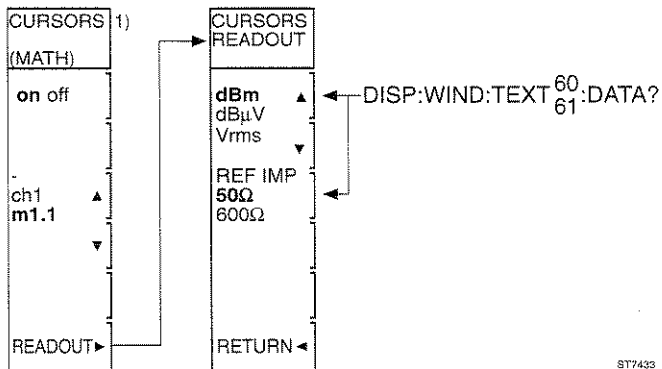 CURSORS 1)
(MATH)
on off
-
ch1 ▲
m1.1
▼
READOUT►
CURSORS
READOUT
dBm ▲
dBµV
Vrms
▼
REF IMP
50Ω
600Ω
RETURN◄
DISP:WIND:TEXT 60 :DATA?
61
ST7433